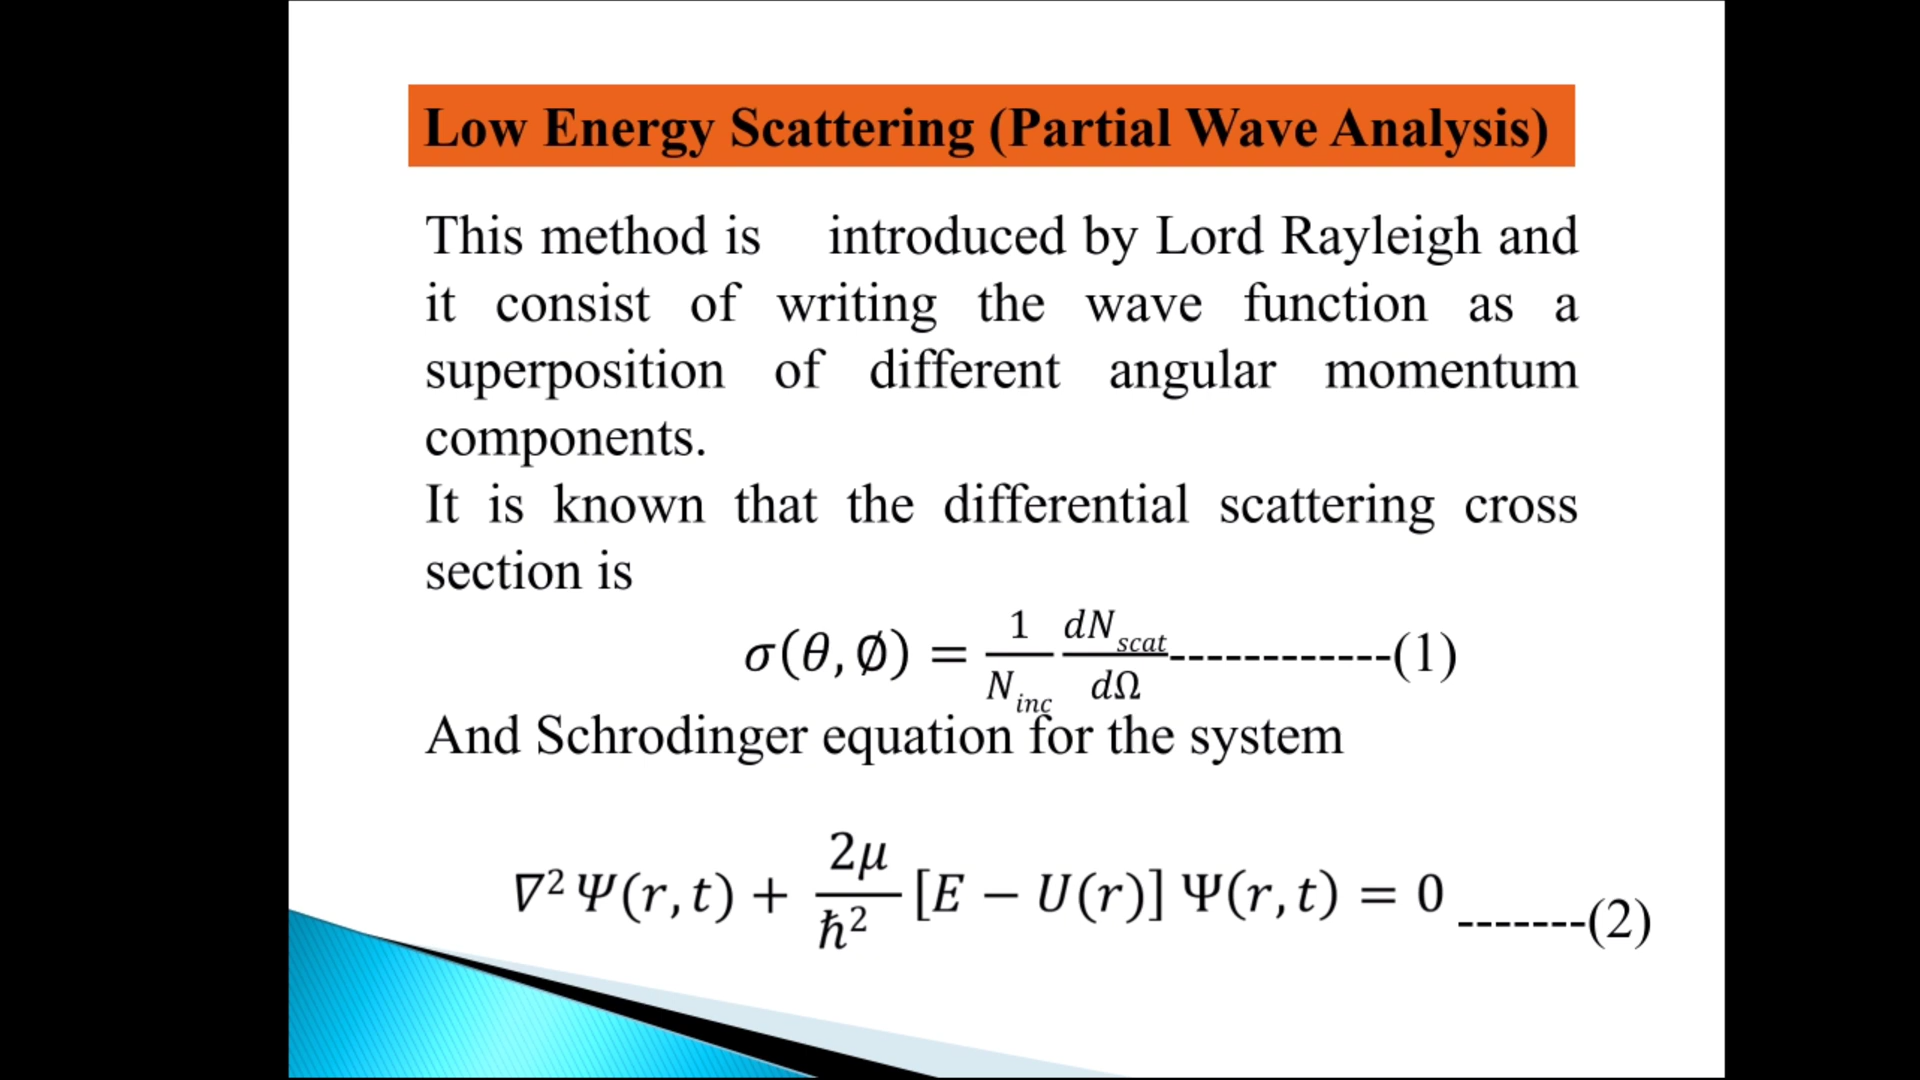 Low Energy Scattering (Partial Wave Analysis)
This method is introduced by Lord Rayleigh and
it consist of writing the wave function as a
superposition of different angular momentum
components.
It is known that the differential scattering cross
section is
σ(θ,∅) = 1/N_inc dN_scat/dΩ ------------(1)
And Schrodinger equation for the system
∇² Ψ(r,t) + 2μ/ℏ² [E − U(r)] Ψ(r,t) = 0 -------(2)